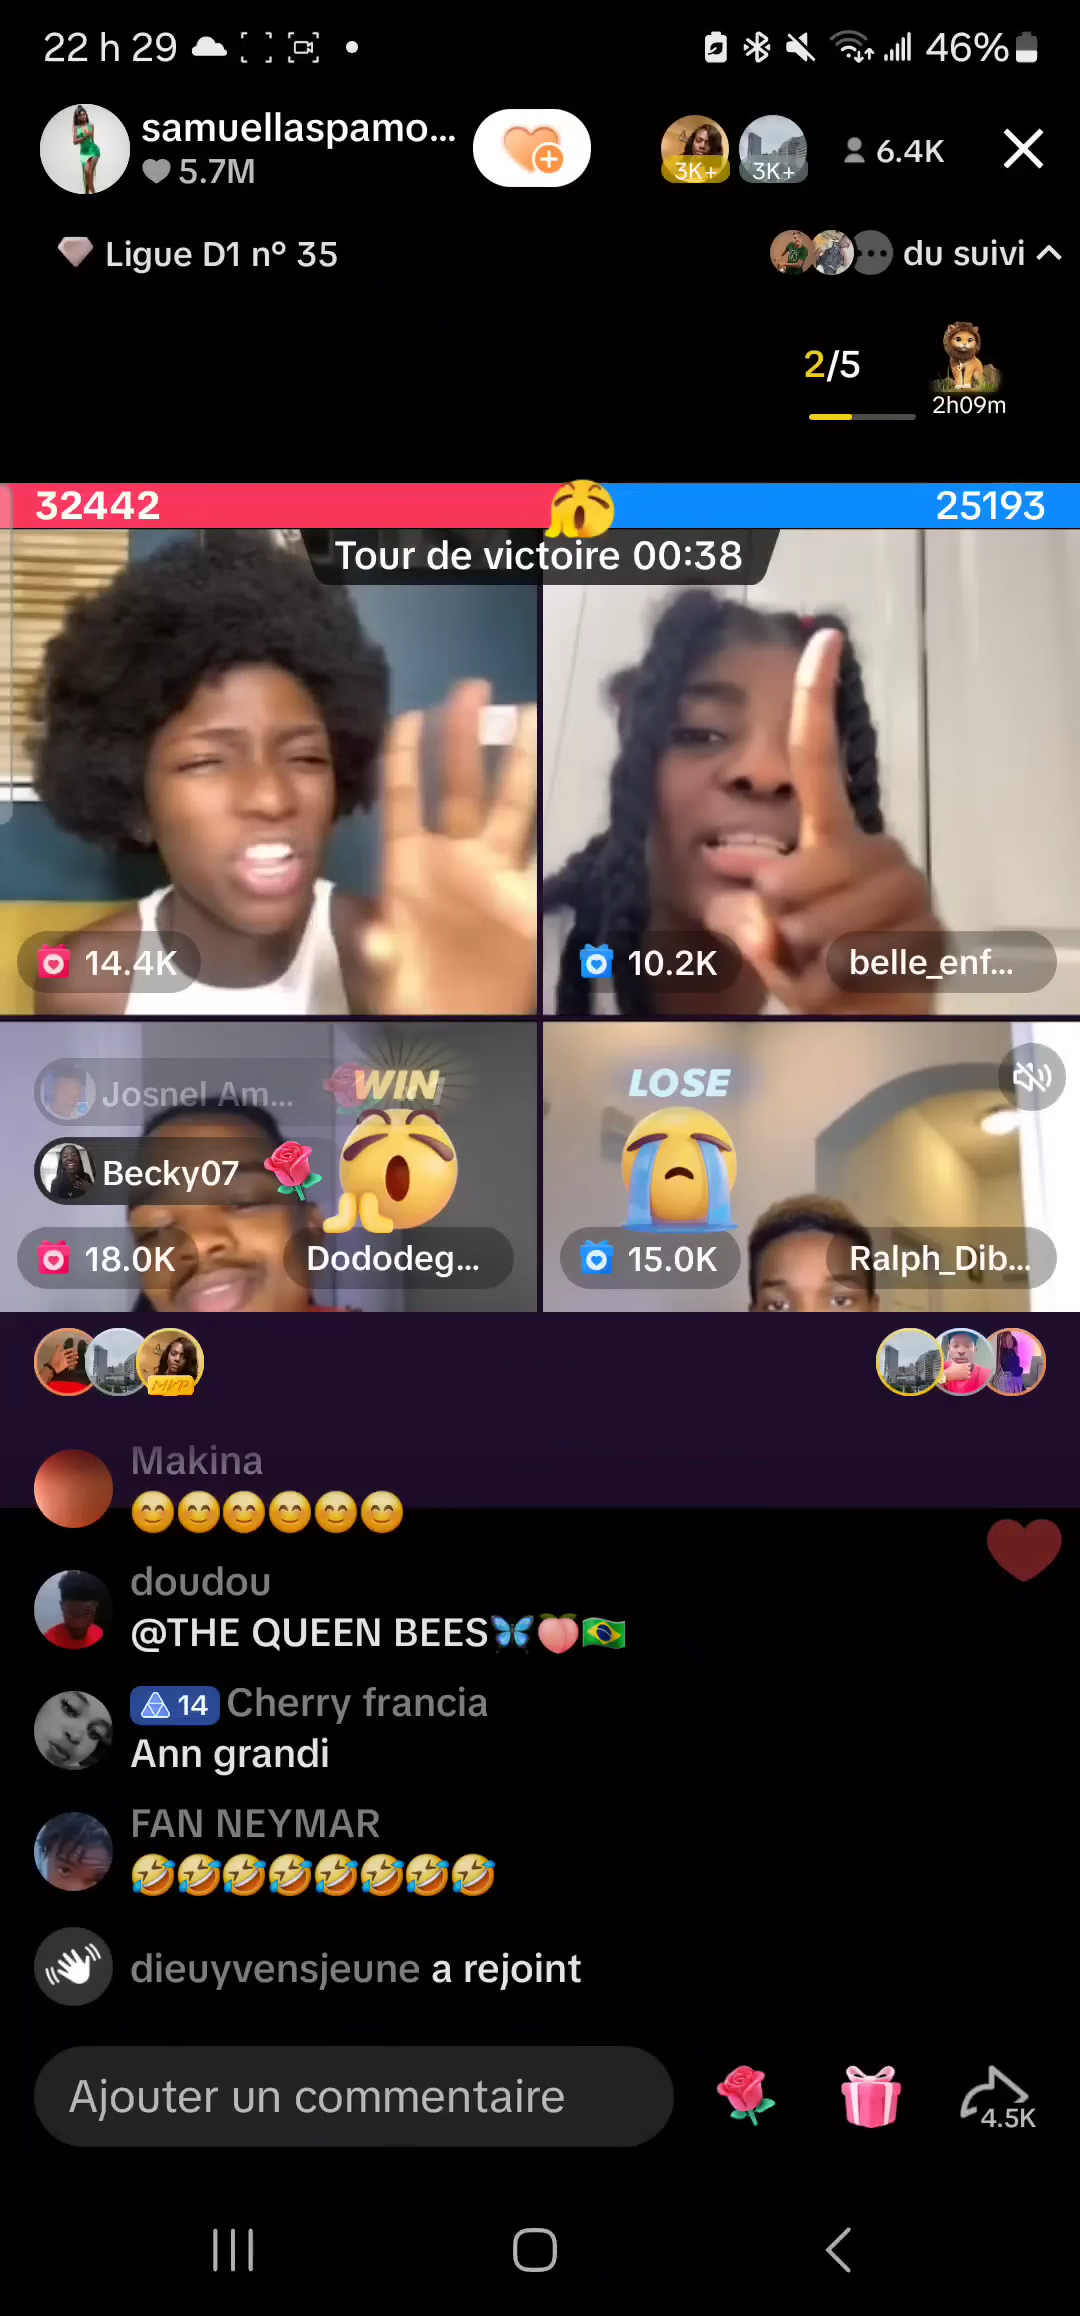 22 h 29
46%
samuellaspamo...
5.7M
3K+
3K+
6.4K
Ligue D1 nº 35
du suivi
2/5
2h09m
32442
25193
Tour de victoire 00:38
14.4K
10.2K
belle_enf...
Josnel Am...
WIN
LOSE
Becky07
18.0K
Dododeg...
15.0K
Ralph_Dib...
MVP
Makina
😊😊😊😊😊😊
doudou
@THE QUEEN BEES🦋🍑🇧🇷
14 Cherry francia
Ann grandi
FAN NEYMAR
🤣🤣🤣🤣🤣🤣🤣🤣
dieuyvensjeune a rejoint
Ajouter un commentaire
4.5K